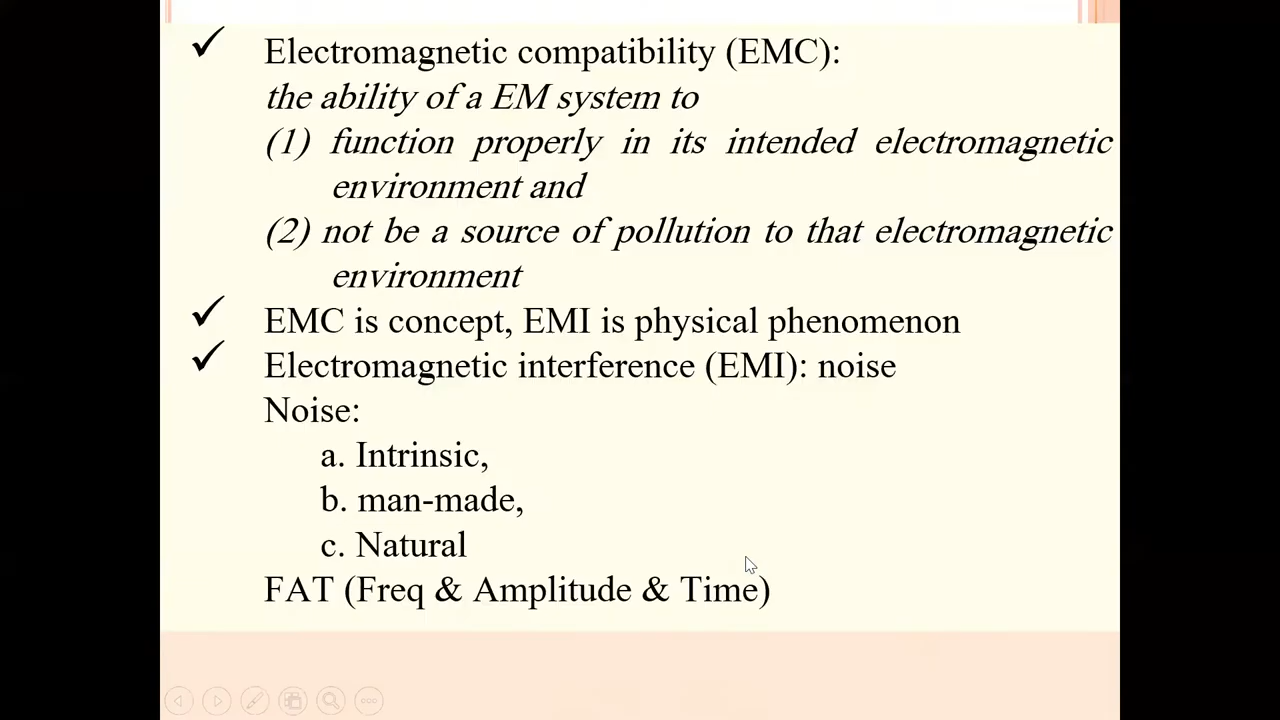 ✓ Electromagnetic compatibility (EMC):
the ability of a EM system to
(1) function properly in its intended electromagnetic
environment and
(2) not be a source of pollution to that electromagnetic
environment
✓ EMC is concept, EMI is physical phenomenon
✓ Electromagnetic interference (EMI): noise
Noise:
a. Intrinsic,
b. man-made,
c. Natural
FAT (Freq & Amplitude & Time)